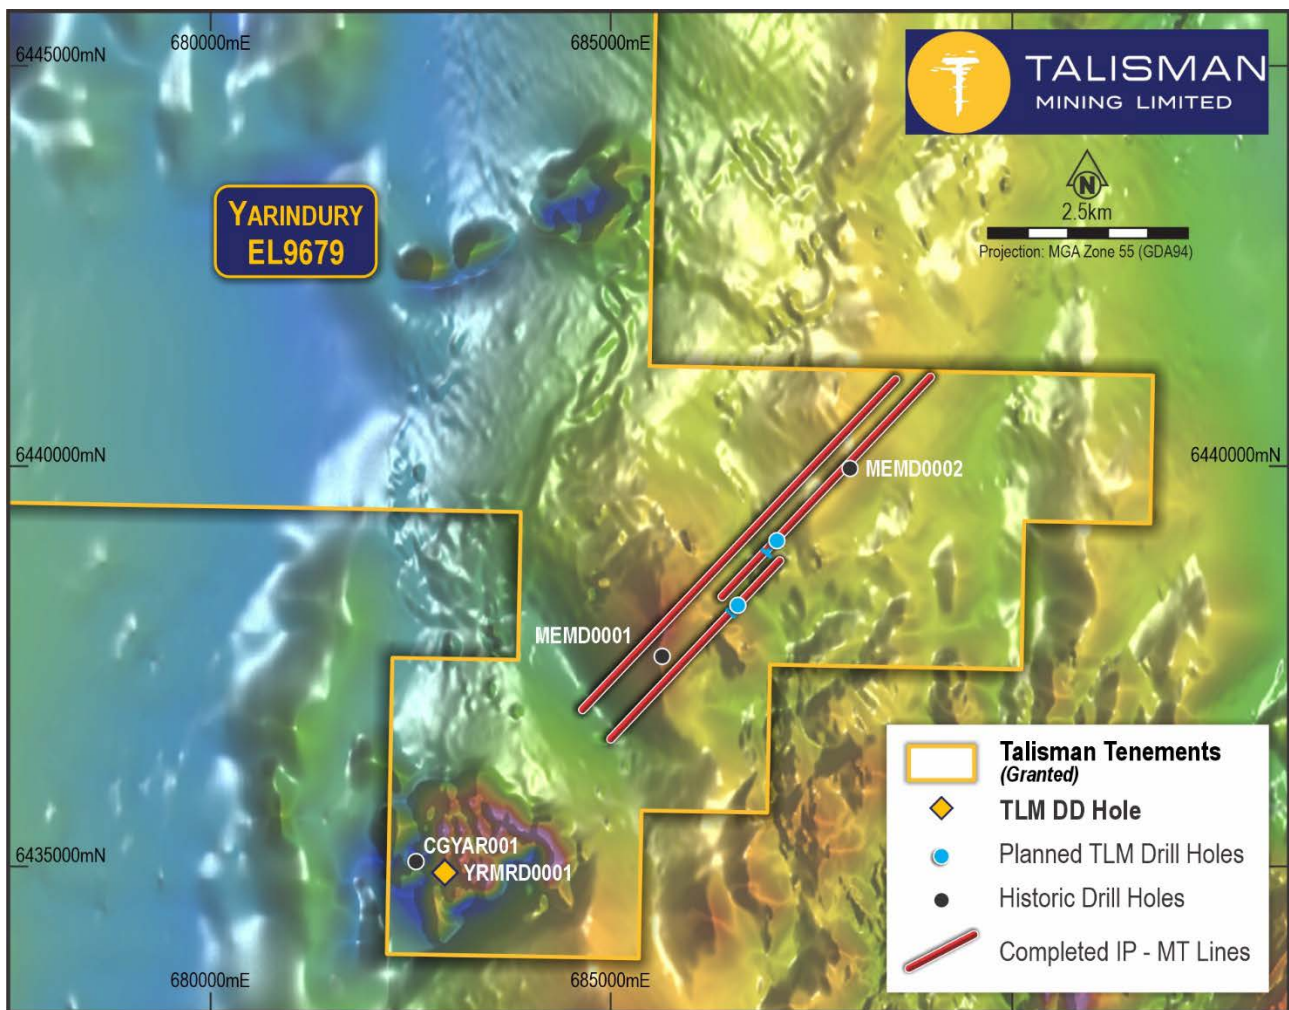 680000mE
685000mE
6445000mN
TALISMAN
MINING LIMITED
N
2.5km
Projection: MGA Zone 55 (GDA94)
YARINDURY
EL9679
6440000mN
6440000mN
MEMD0002
MEMD0001
CGYAR001
YRMRD0001
6435000mN
680000mE
685000mE
Talisman Tenements
(Granted)
TLM DD Hole
Planned TLM Drill Holes
Historic Drill Holes
Completed IP - MT Lines